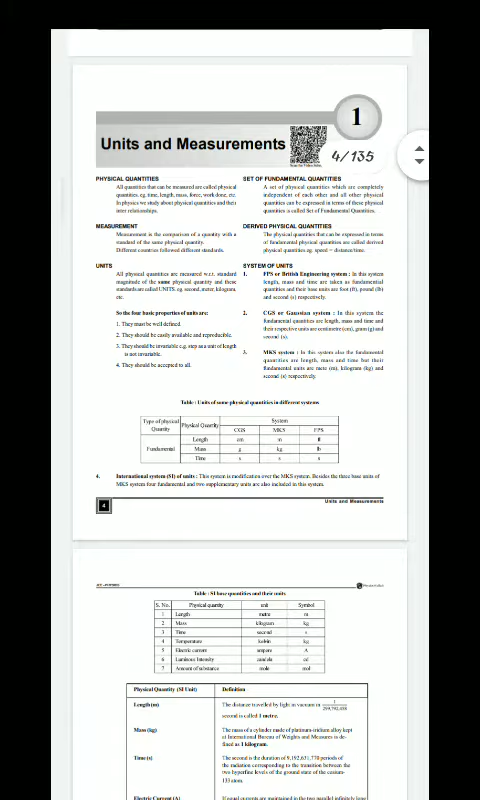 1
Units and Measurements
4/135
PHYSICAL QUANTITIES
All quantities that can be measured are called physical
quantities, eg. time, length, mass, force, work done, etc.
In physics we study about physical quantities and their
inter relationships.
MEASUREMENT
Measurement is the comparison of a quantity with a
standard of the same physical quantity.
Different countries followed different standards.
UNITS
All physical quantities are measured w.r.t. standard
magnitude of the same physical quantity and these
standards are called UNITS. eg. second, meter, kilogram,
etc.
So the four basic properties of units are:
1. They must be well defined.
2. They should be easily available and reproducible.
3. They should be invariable e.g. step as a unit of length
is not invariable.
4. They should be accepted to all.
SET OF FUNDAMENTAL QUANTITIES
A set of physical quantities which are completely
independent of each other and all other physical
quantities can be expressed in terms of these physical
quantities is called Set of Fundamental Quantities.
DERIVED PHYSICAL QUANTITIES
The physical quantities that can be expressed in terms
of fundamental physical quantities are called derived
physical quantities.eg. speed = distance/time.
SYSTEM OF UNITS
1. FPS or British Engineering system : In this system
length, mass and time are taken as fundamental
quantities and their base units are foot (ft), pound (lb)
and second (s) respectively.
2. CGS or Gaussian system : In this system the
fundamental quantities are length, mass and time and
their respective units are centimetre (cm), gram (g) and
second (s).
3. MKS system : In this system also the fundamental
quantities are length, mass and time but their
fundamental units are metre (m), kilogram (kg) and
second (s) respectively.
Table : Units of some physical quantities in different systems
Type of physical Quantity Physical Quantity System
CGS MKS FPS
Fundamental Length cm m ft
Mass g kg lb
Time s s s
4. International system (SI) of units : This system is modification over the MKS system. Besides the three base units of
MKS system four fundamental and two supplementary units are also included in this system.
4 Units and Measurements
Table : SI base quantities and their units
S. No. Physical quantity unit Symbol
1 Length metre m
2 Mass kilogram kg
3 Time second s
4 Temperature kelvin kg
5 Electric current ampere A
6 Luminous Intensity candela cd
7 Amount of substance mole mol
Physical Quantity (SI Unit) Definition
Length (m) The distance travelled by light in vacuum in 1/299,792,458
second is called 1 metre.
Mass (kg) The mass of a cylinder made of platinum-iridium alloy kept
at International Bureau of Weights and Measures is de-
fined as 1 kilogram.
Time (s) The second is the duration of 9,192,631,770 periods of
the radiation corresponding to the transition between the
two hyperfine levels of the ground state of the cesium-
133 atom.
Electric Current (A) If equal currents are maintained in the two parallel infinitely long